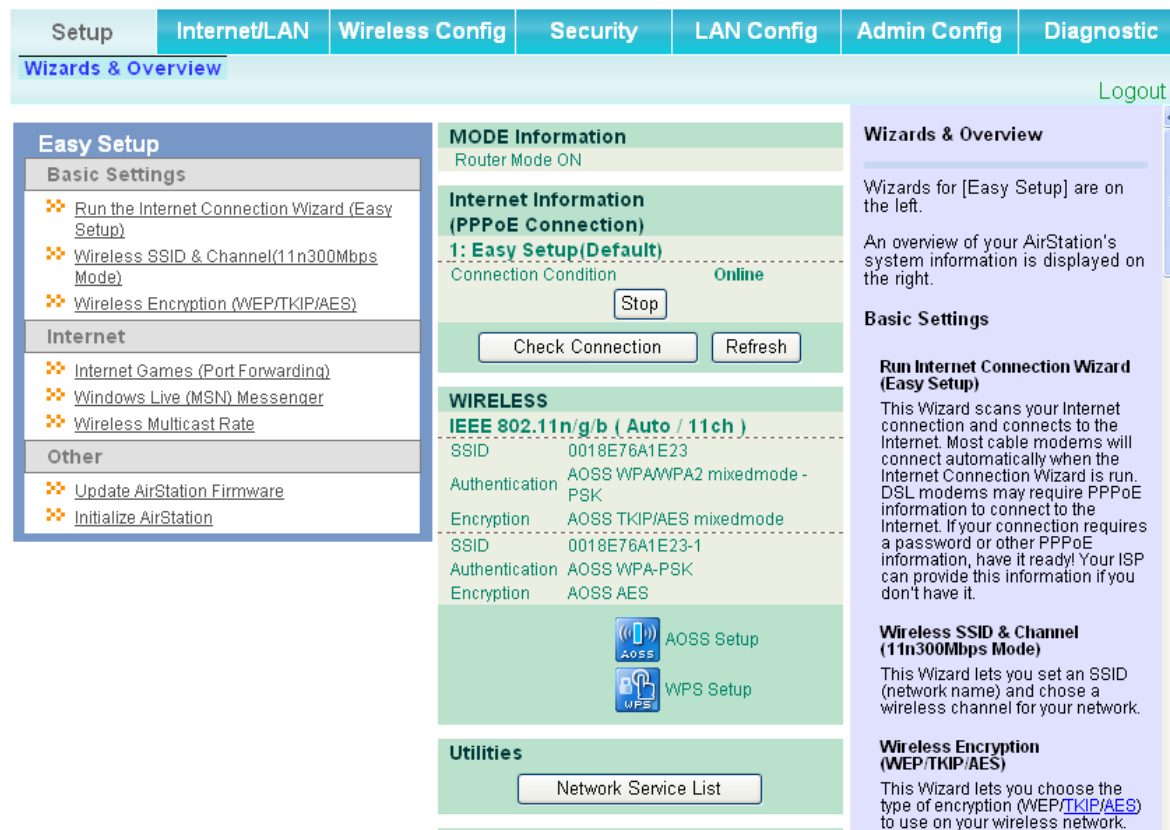 Setup
Internet/LAN
Wireless Config
Security
LAN Config
Admin Config
Diagnostic
Wizards & Overview
Logout
Easy Setup
Basic Settings
Run the Internet Connection Wizard (Easy
Setup)
Wireless SSID & Channel(11n300Mbps
Mode)
Wireless Encryption (WEP/TKIP/AES)
Internet
Internet Games (Port Forwarding)
Windows Live (MSN) Messenger
Wireless Multicast Rate
Other
Update AirStation Firmware
Initialize AirStation
MODE Information
Router Mode ON
Internet Information
(PPPoE Connection)
1: Easy Setup(Default)
Connection Condition Online
Stop
Check Connection Refresh
WIRELESS
IEEE 802.11n/g/b ( Auto / 11ch )
SSID 0018E76A1E23
Authentication AOSS WPA/WPA2 mixedmode -
PSK
Encryption AOSS TKIP/AES mixedmode
SSID 0018E76A1E23-1
Authentication AOSS WPA-PSK
Encryption AOSS AES
AOSS
AOSS Setup
WPS
WPS Setup
Utilities
Network Service List
Wizards & Overview
Wizards for [Easy Setup] are on
the left.
An overview of your AirStation's
system information is displayed on
the right.
Basic Settings
Run Internet Connection Wizard
(Easy Setup)
This Wizard scans your Internet
connection and connects to the
Internet. Most cable modems will
connect automatically when the
Internet Connection Wizard is run.
DSL modems may require PPPoE
information to connect to the
Internet. If your connection requires
a password or other PPPoE
information, have it ready! Your ISP
can provide this information if you
don't have it.
Wireless SSID & Channel
(11n300Mbps Mode)
This Wizard lets you set an SSID
(network name) and chose a
wireless channel for your network.
Wireless Encryption
(WEP/TKIP/AES)
This Wizard lets you choose the
type of encryption (WEP/TKIP/AES)
to use on your wireless network.